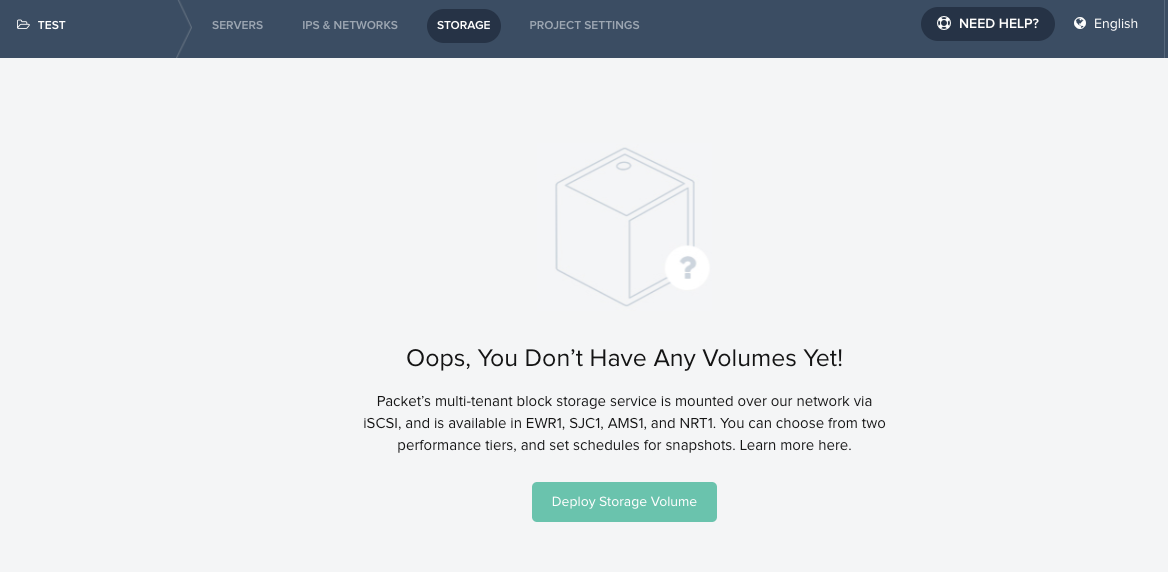 TEST
SERVERS
IPS & NETWORKS
STORAGE
PROJECT SETTINGS
NEED HELP?
English
?
Oops, You Don’t Have Any Volumes Yet!
Packet’s multi-tenant block storage service is mounted over our network via
iSCSI, and is available in EWR1, SJC1, AMS1, and NRT1. You can choose from two
performance tiers, and set schedules for snapshots. Learn more here.
Deploy Storage Volume